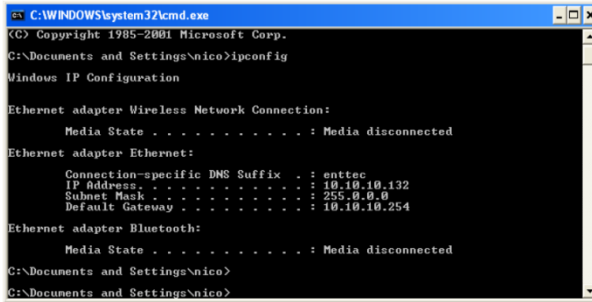 C:\WINDOWS\system32\cmd.exe
(C) Copyright 1985-2001 Microsoft Corp.
C:\Documents and Settings\nico>ipconfig
Windows IP Configuration
Ethernet adapter Wireless Network Connection:
Media State . . . . . . . . . . . : Media disconnected
Ethernet adapter Ethernet:
Connection-specific DNS Suffix . : enttec
IP Address. . . . . . . . . . . . : 10.10.10.132
Subnet Mask . . . . . . . . . . . : 255.0.0.0
Default Gateway . . . . . . . . . : 10.10.10.254
Ethernet adapter Bluetooth:
Media State . . . . . . . . . . . : Media disconnected
C:\Documents and Settings\nico>
C:\Documents and Settings\nico>